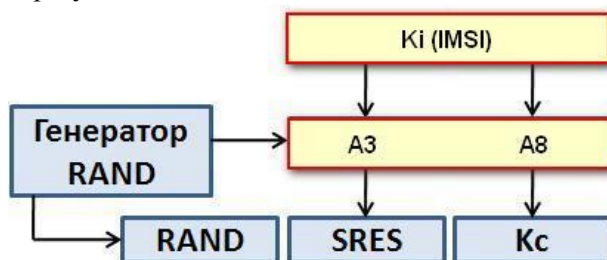 Ki (IMSI)
Генератор
RAND
A3 A8
RAND SRES Kc